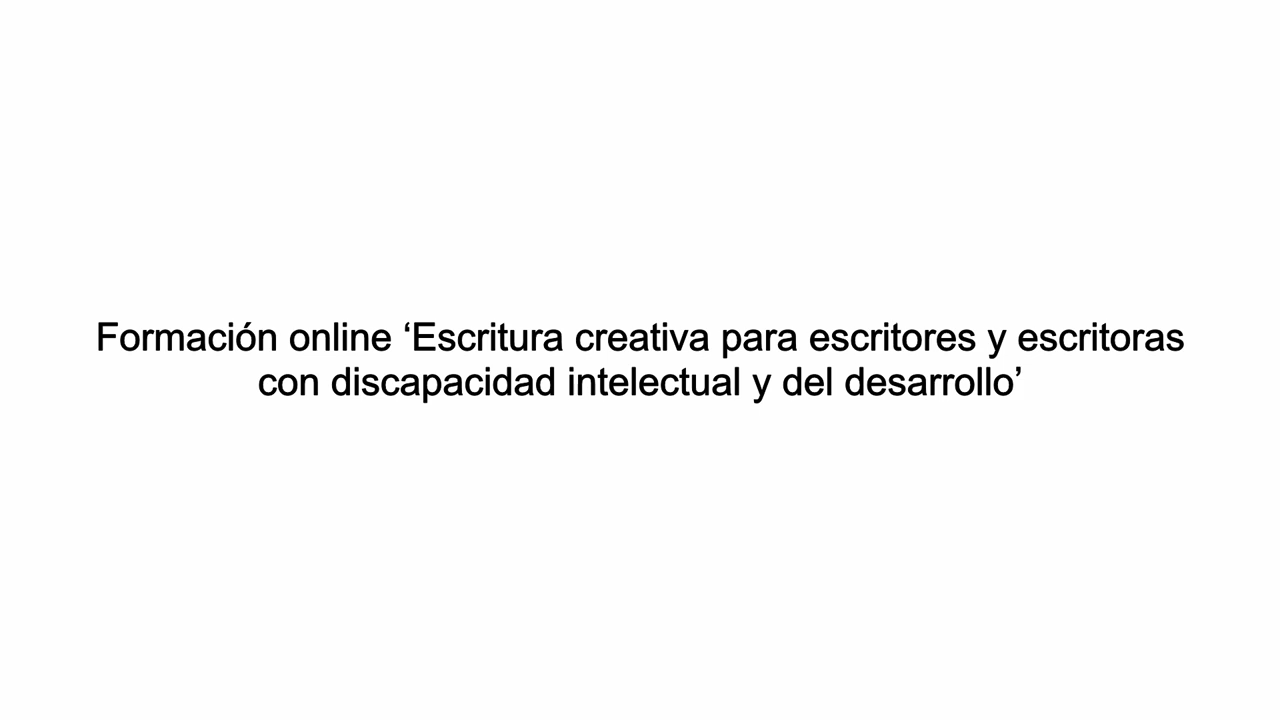 Formación online ‘Escritura creativa para escritores y escritoras
con discapacidad intelectual y del desarrollo’